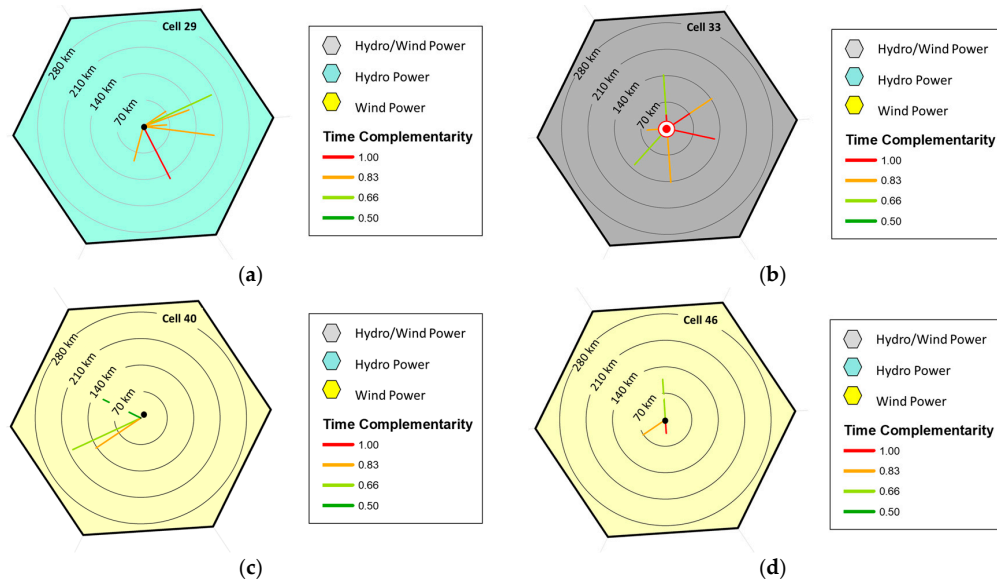 Cell 29
280 km
210 km
140 km
70 km
Hydro/Wind Power
Hydro Power
Wind Power
Time Complementarity
1.00
0.83
0.66
0.50
(a)
Cell 33
280 km
210 km
140 km
70 km
Hydro/Wind Power
Hydro Power
Wind Power
Time Complementarity
1.00
0.83
0.66
0.50
(b)
Cell 40
280 km
210 km
140 km
70 km
Hydro/Wind Power
Hydro Power
Wind Power
Time Complementarity
1.00
0.83
0.66
0.50
(c)
Cell 46
280 km
210 km
140 km
70 km
Hydro/Wind Power
Hydro Power
Wind Power
Time Complementarity
1.00
0.83
0.66
0.50
(d)